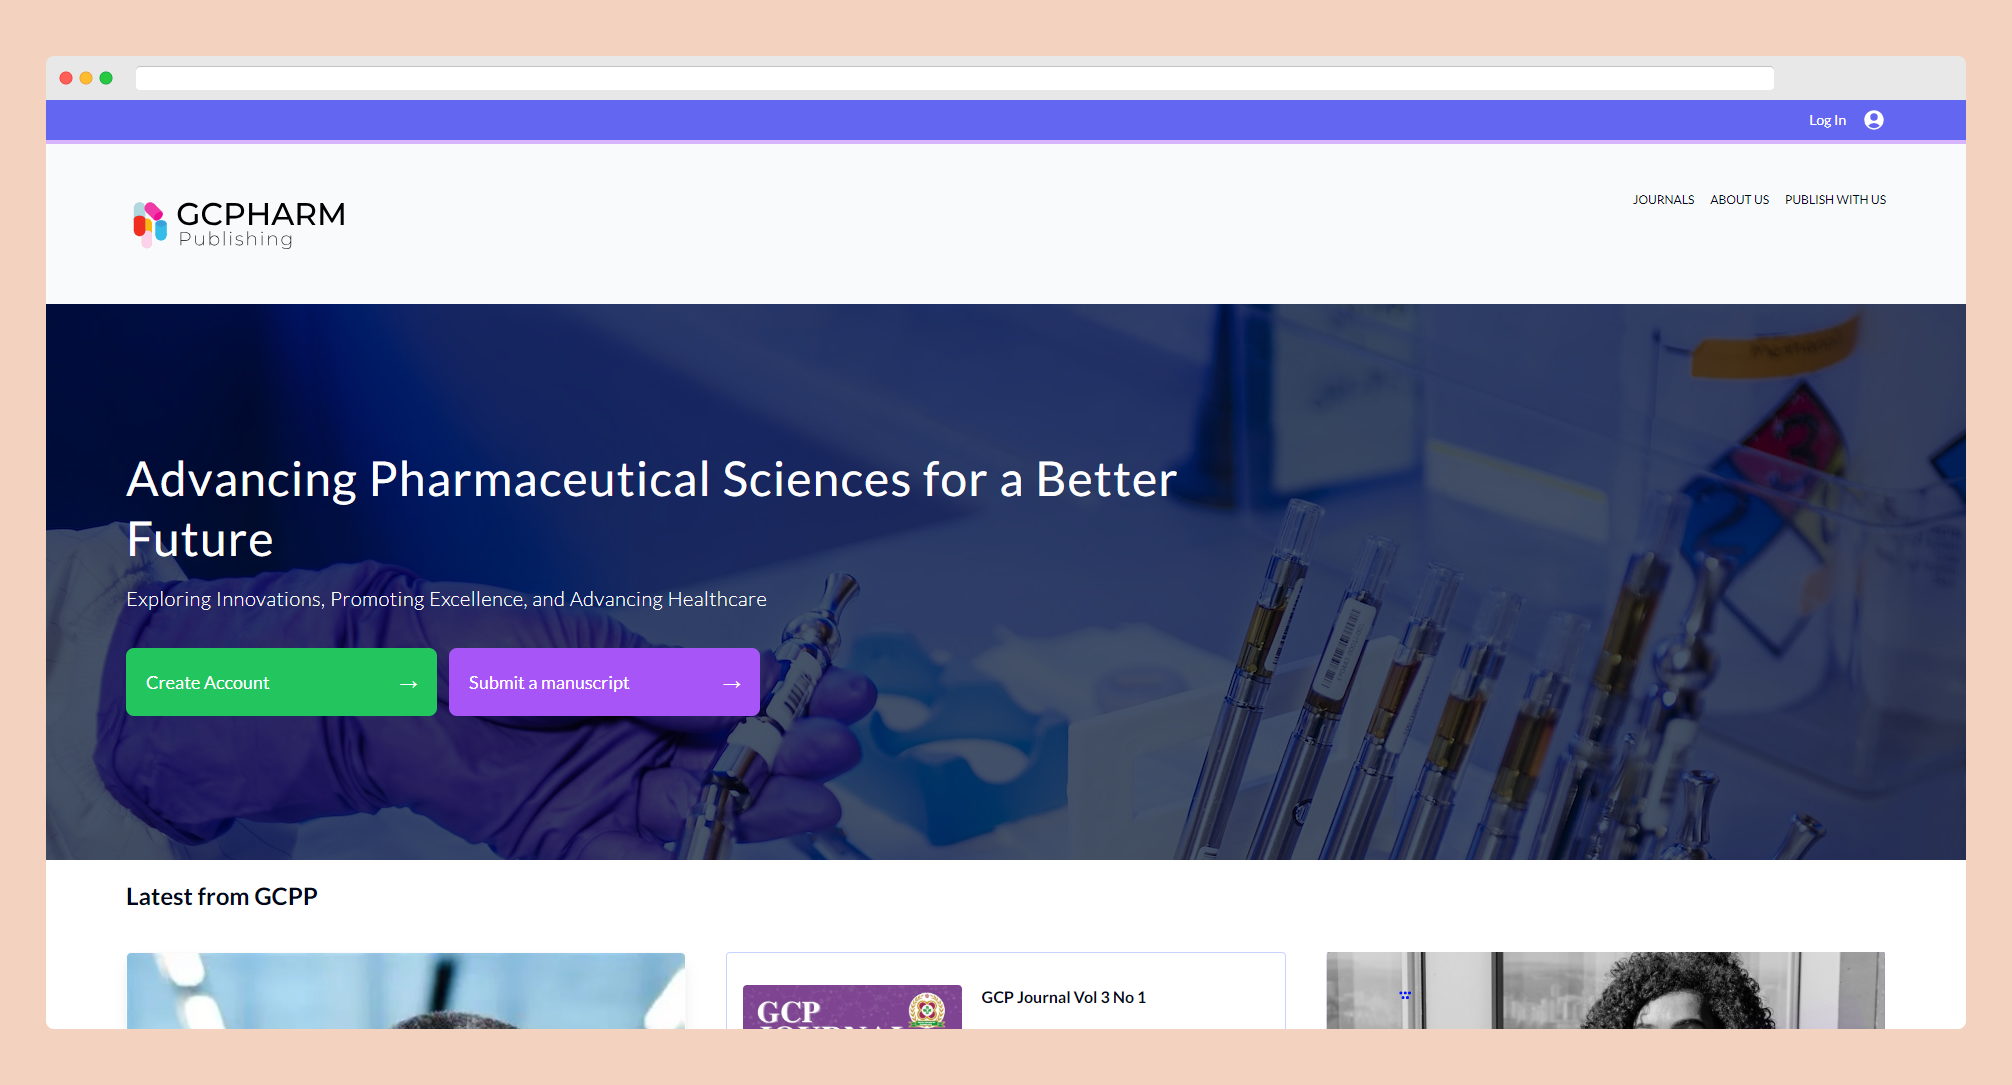 Log In
GCPHARM
Publishing
JOURNALS ABOUT US PUBLISH WITH US
Advancing Pharmaceutical Sciences for a Better
Future
Exploring Innovations, Promoting Excellence, and Advancing Healthcare
Create Account →
Submit a manuscript →
Latest from GCPP
GCP
JOURNAL
GCP Journal Vol 3 No 1